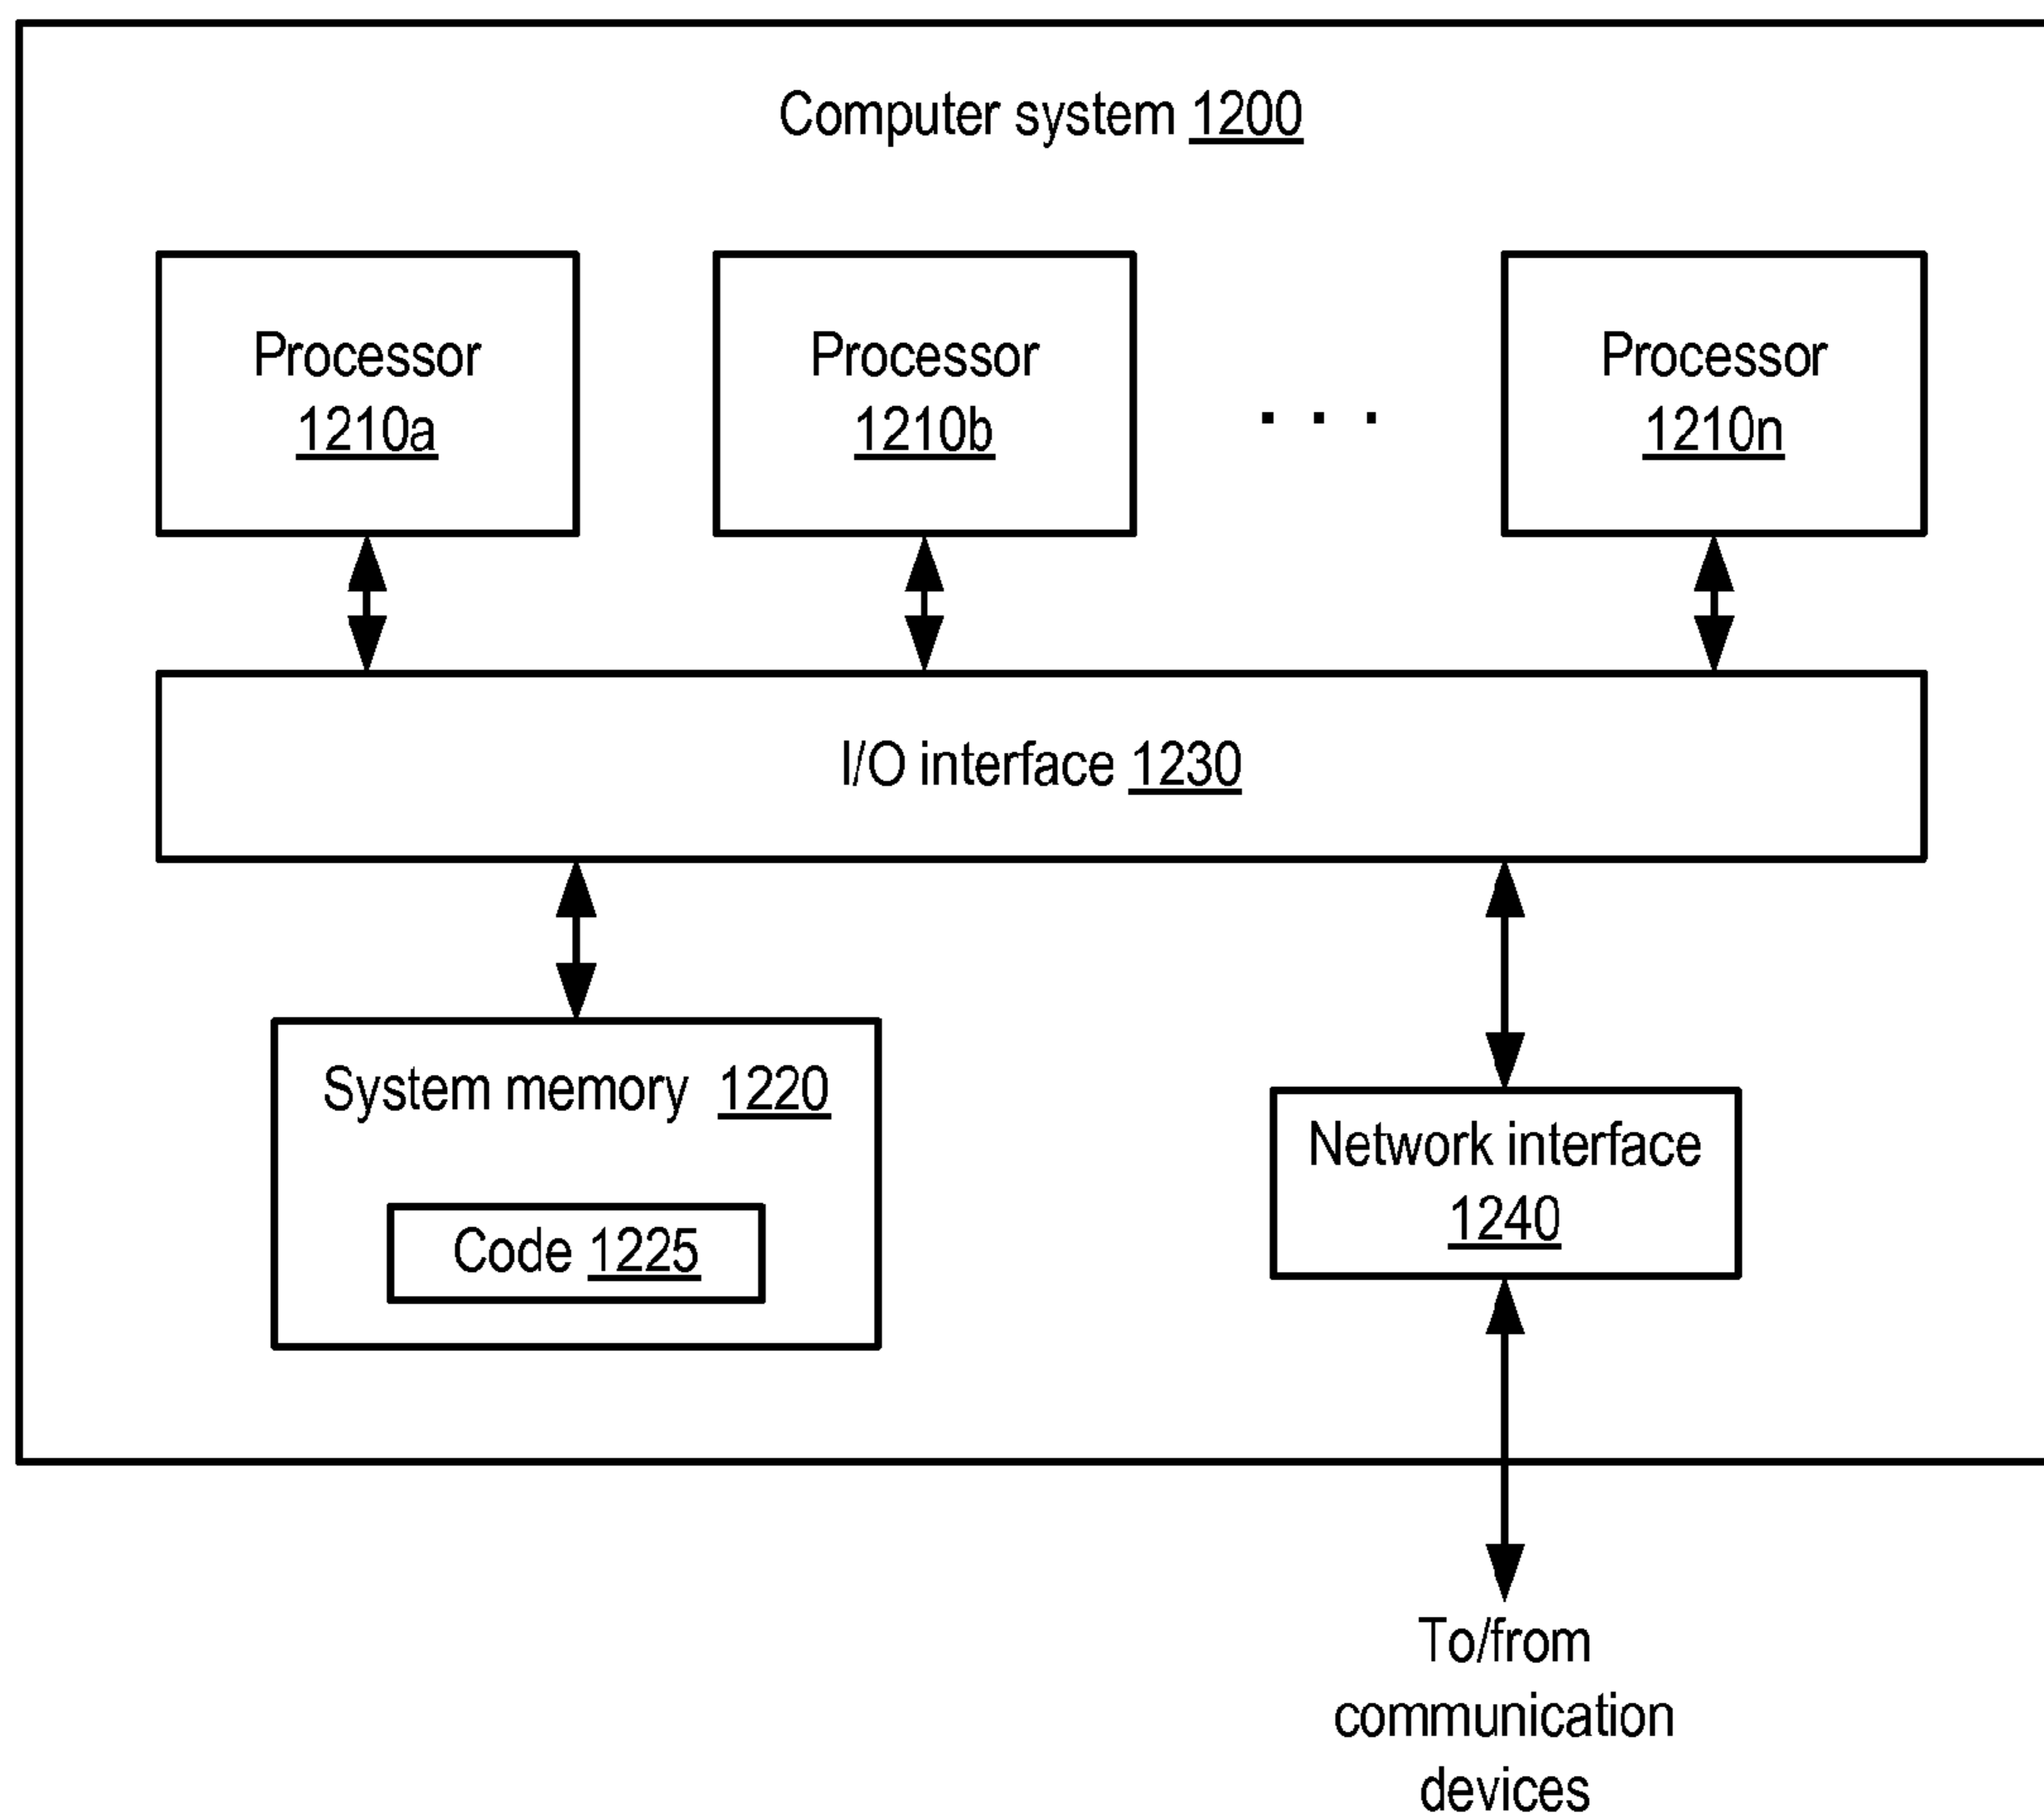 Computer system 1200
Processor
1210a
Processor
1210b
. . .
Processor
1210n
I/O interface 1230
System memory 1220
Code 1225
Network interface
1240
To/from
communication
devices